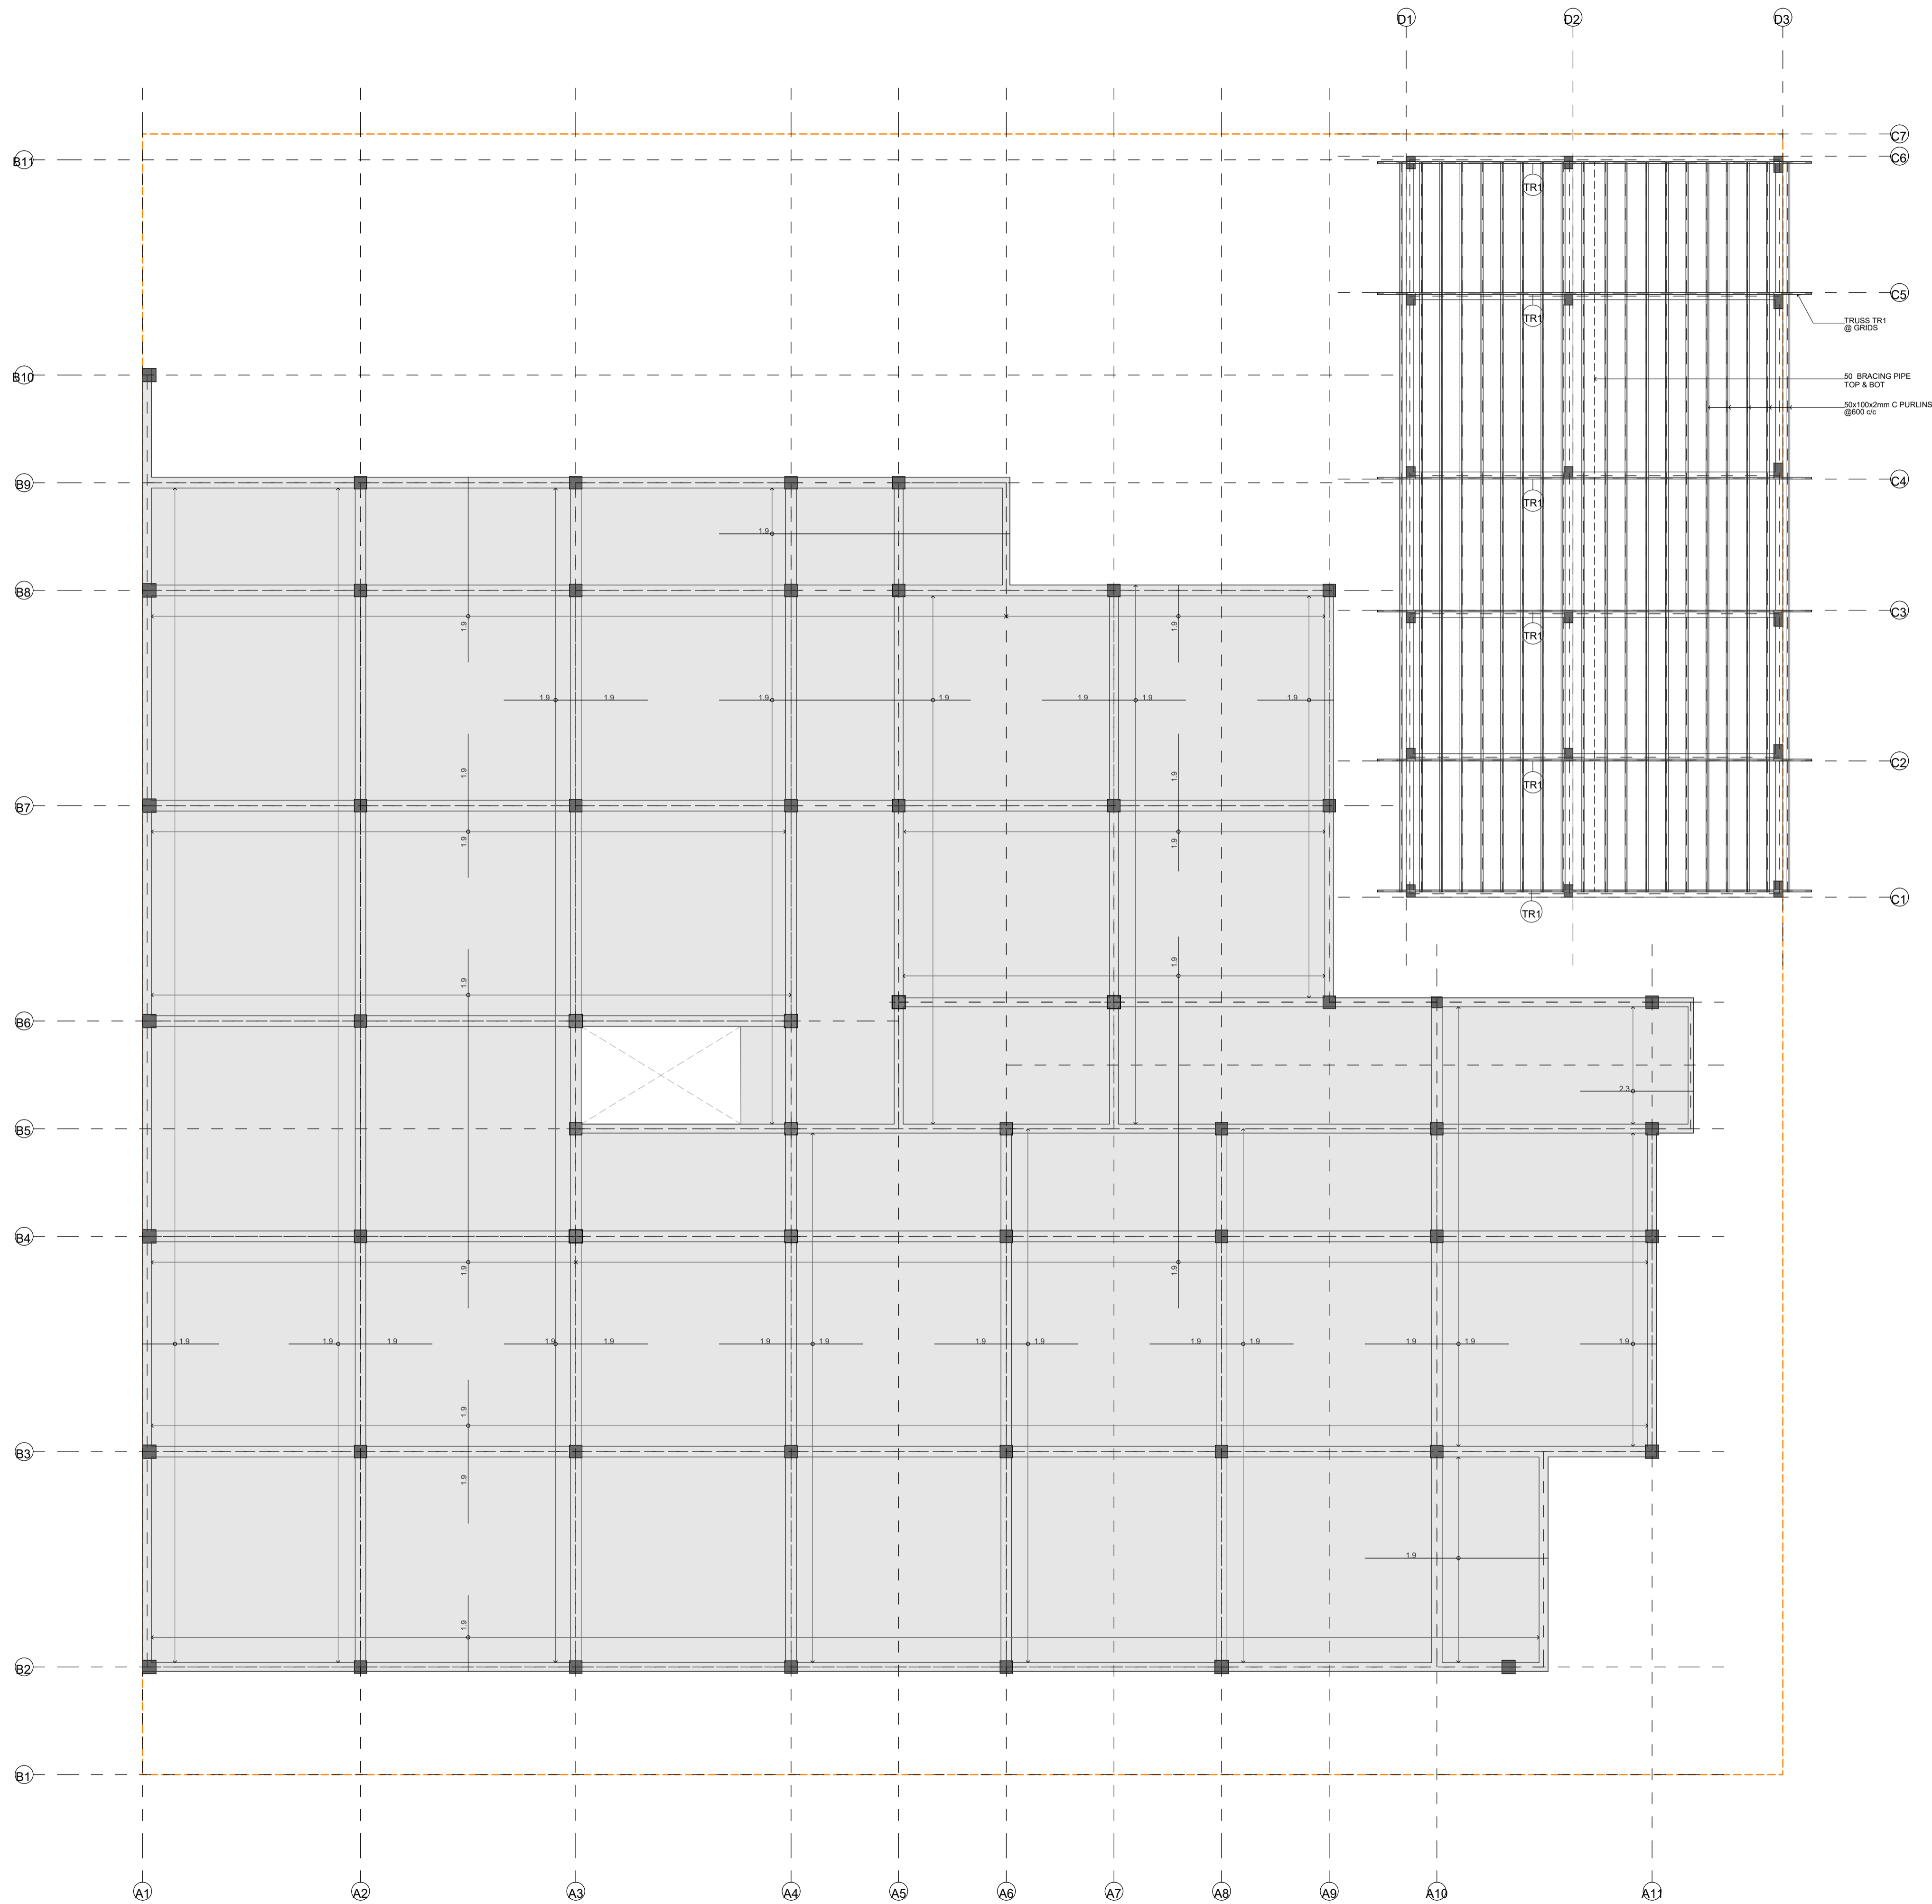 D1 D2 D3
C7
B11 C6
TR1
C5
TR1
TRUSS TR1
@ GRIDS
B10
50 BRACING PIPE
TOP & BOT
50x100x2mm C PURLINS
@600 c/c
B9 C4
TR1
1.9
B8 C3
1.9 1.9
TR1
1.9 1.9 1.9 1.9 1.9 1.9 1.9
C2
1.9 1.9
TR1
B7
1.9 1.9
C1
TR1
1.9
1.9
B6
2.3
B5
B4
1.9 1.9
1.9 1.9 1.9 1.9 1.9 1.9 1.9 1.9 1.9 1.9 1.9 1.9 1.9 1.9
1.9
B3
1.9
1.9
1.9
B2
B1
A1 A2 A3 A4 A5 A6 A7 A8 A9 A10 A11